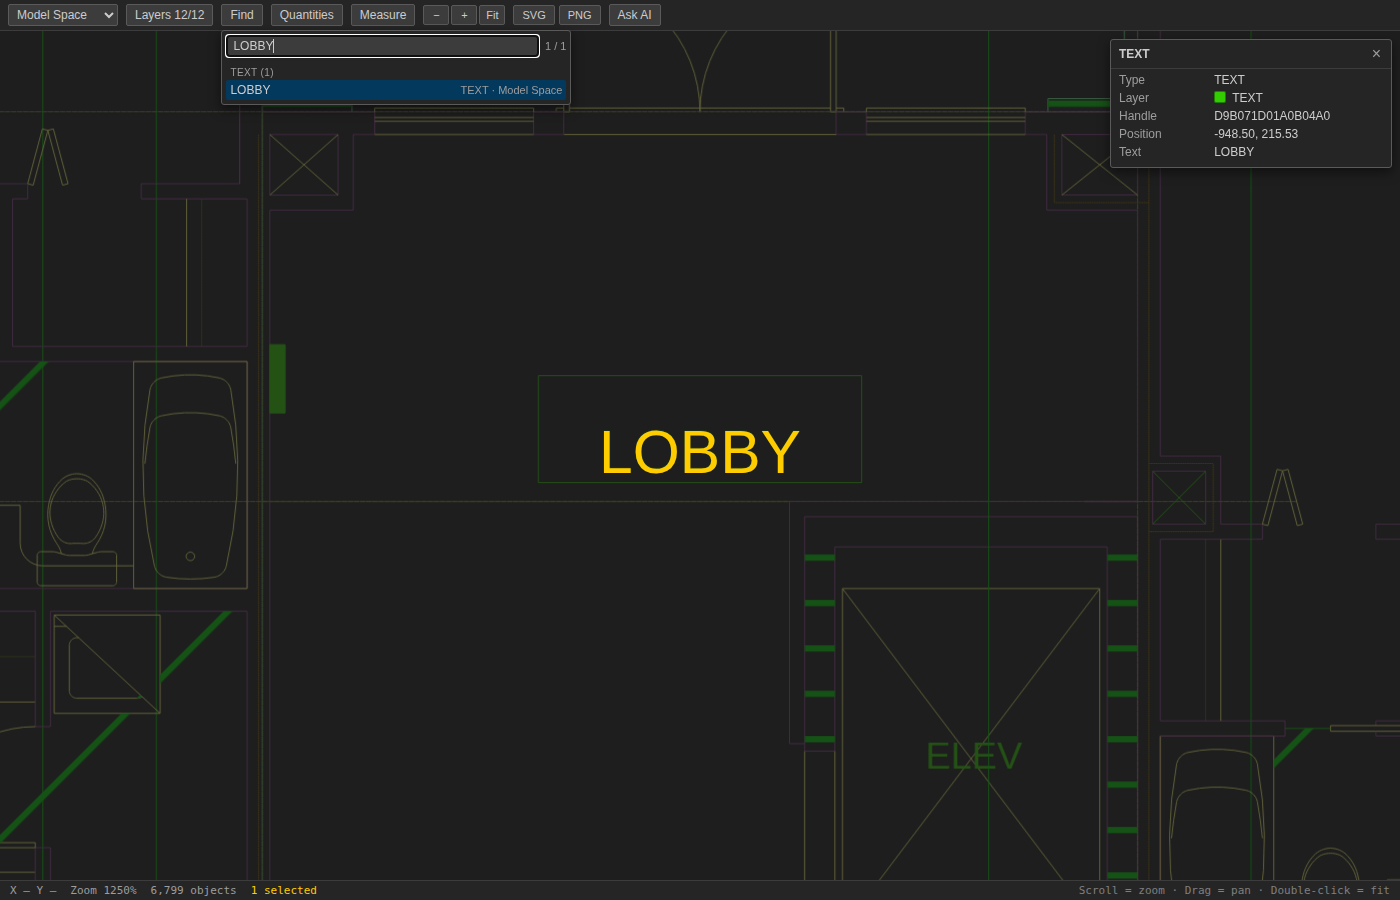 Model Space Layers 12/12 Find Quantities Measure − + Fit SVG PNG Ask AI
LOBBY 1 / 1
TEXT (1)
LOBBY TEXT · Model Space
TEXT ×
Type TEXT
Layer TEXT
Handle D9B071D01A0B04A0
Position -948.50, 215.53
Text LOBBY
LOBBY
ELEV
X — Y — Zoom 1250% 6,799 objects 1 selected Scroll = zoom · Drag = pan · Double-click = fit